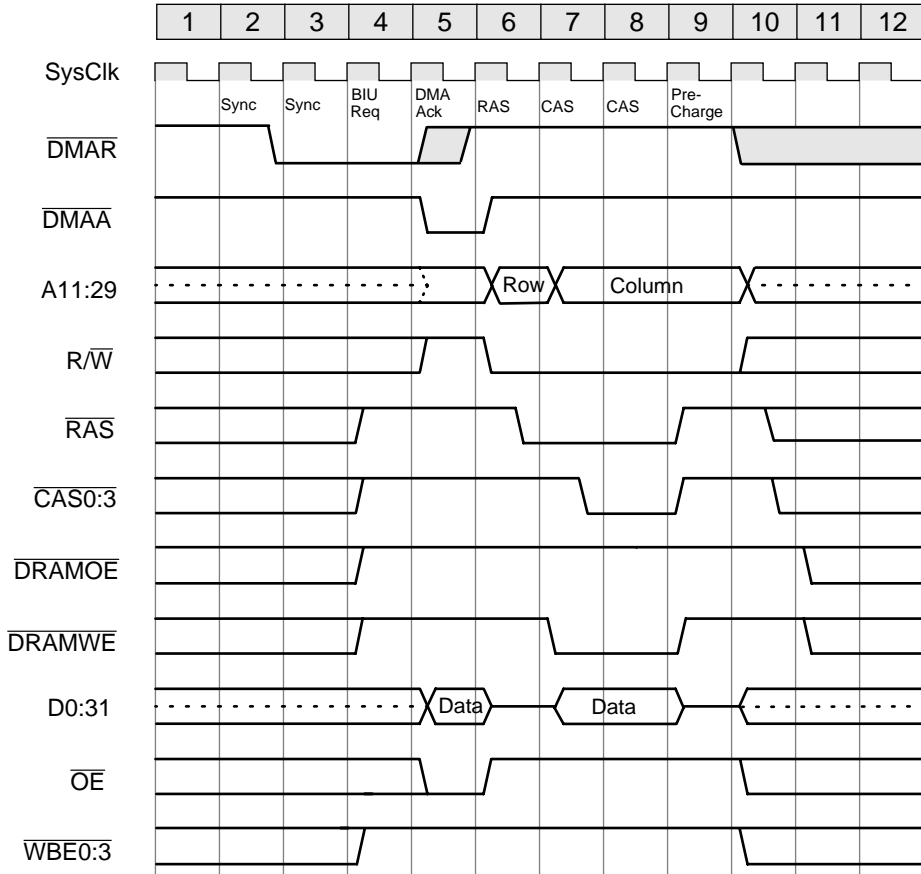 1 2 3 4 5 6 7 8 9 10 11 12
SysClk
Sync Sync BIU Req DMA Ack RAS CAS CAS Pre-Charge
DMAR
DMAA
A11:29 Row Column
R/W
RAS
CAS0:3
DRAMOE
DRAMWE
D0:31 Data Data
OE
WBE0:3